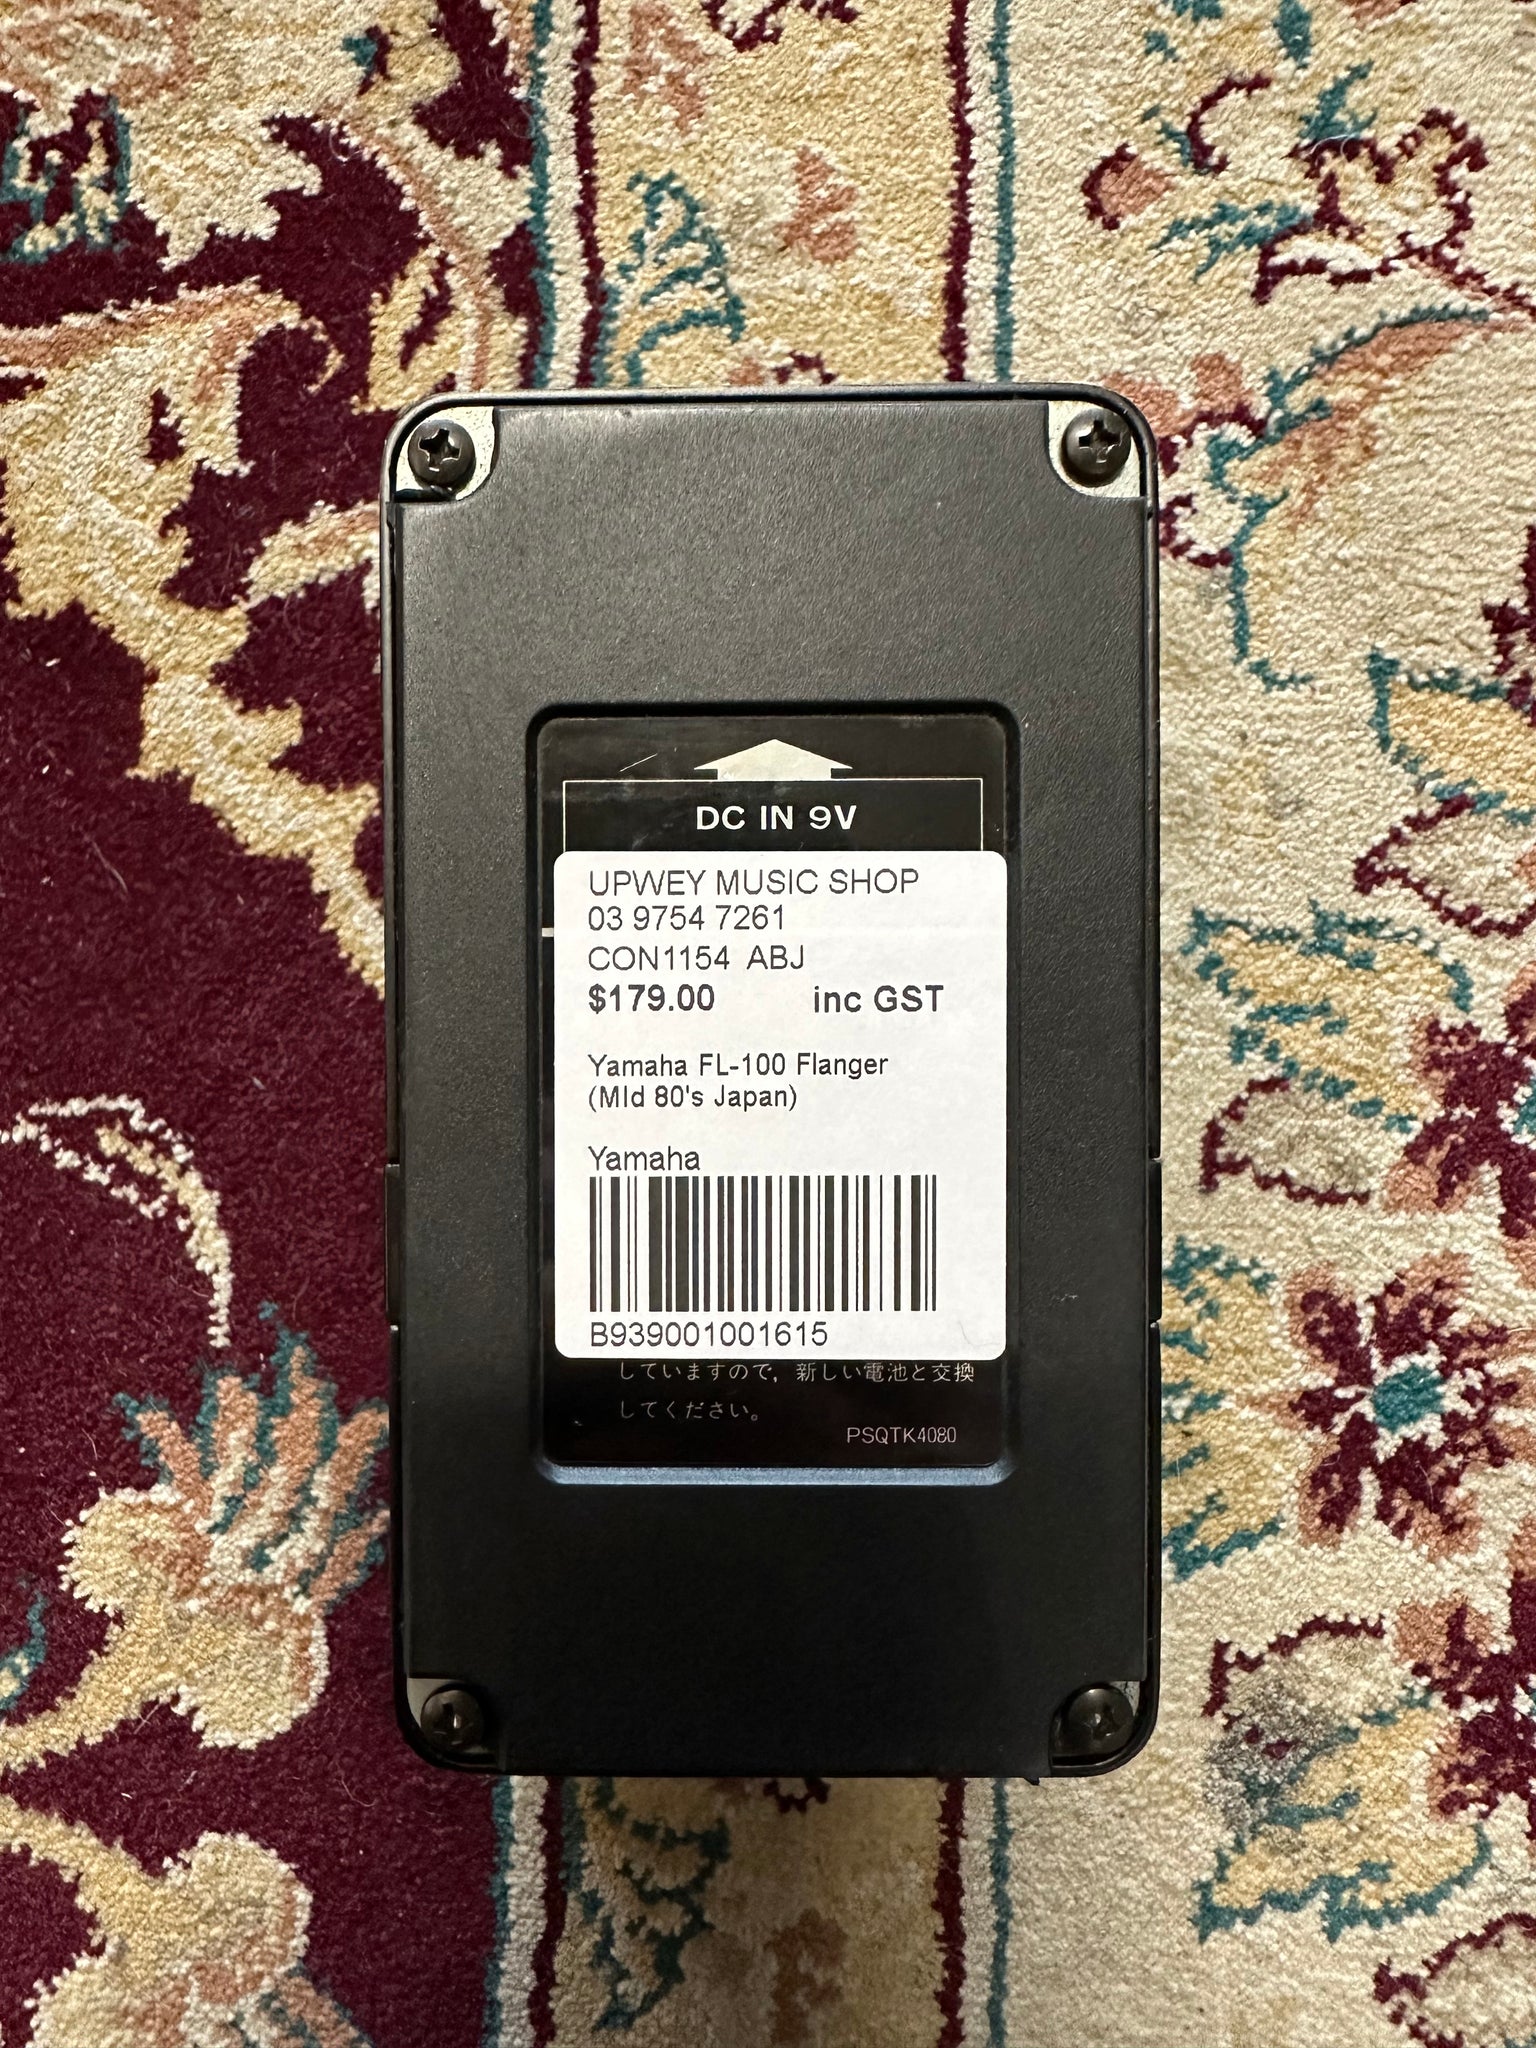 DC IN 9V
UPWEY MUSIC SHOP
03 9754 7261
CON1154 ABJ
$179.00 inc GST
Yamaha FL-100 Flanger
(MId 80's Japan)
Yamaha
B939001001615
していますので，新しい電池と交換
してください。
PSQTK4080